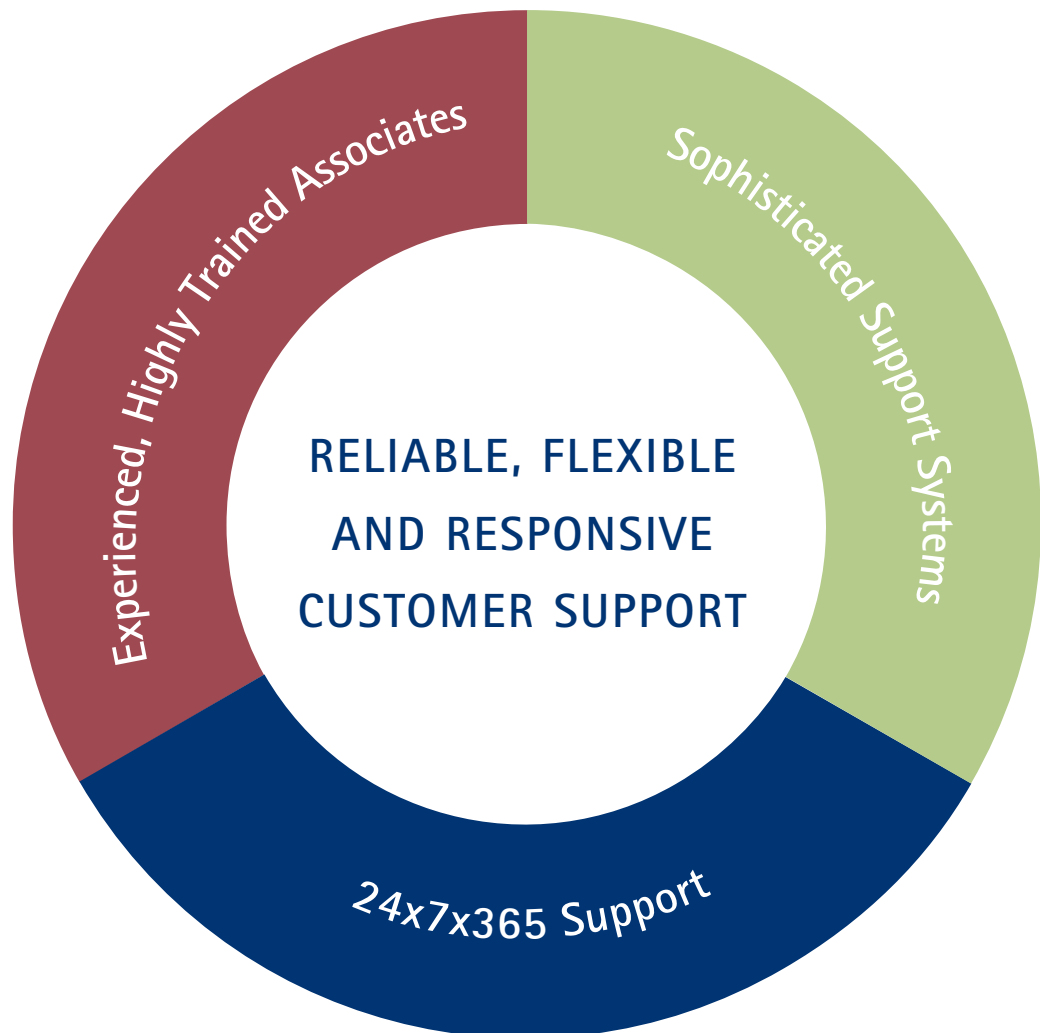 Experienced, Highly Trained Associates
Sophisticated Support Systems
RELIABLE, FLEXIBLE
AND RESPONSIVE
CUSTOMER SUPPORT
24x7x365 Support